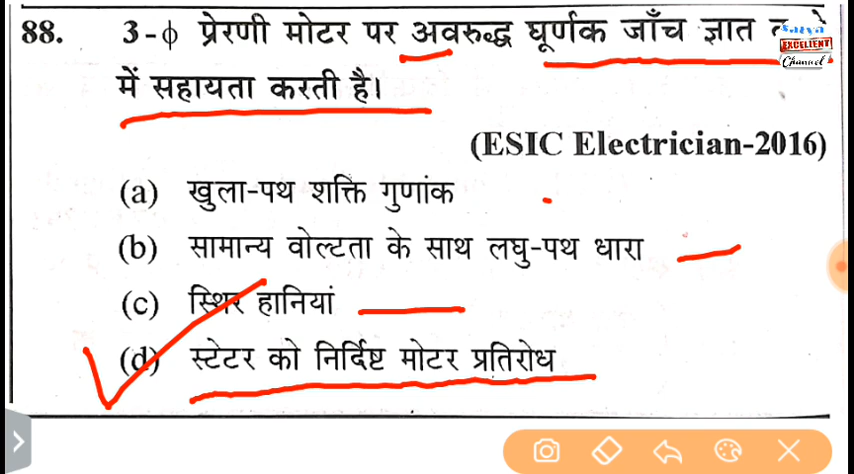 88. 3-ϕ प्रेरणी मोटर पर अवरुद्ध घूर्णक जाँच ज्ञात
EXCELLENT
Channel
में सहायता करती है।
(ESIC Electrician-2016)
(a) खुला-पथ शक्ति गुणांक
(b) सामान्य वोल्टता के साथ लघु-पथ धारा
(c) स्थिर हानियां
(d) स्टेटर को निर्दिष्ट मोटर प्रतिरोध